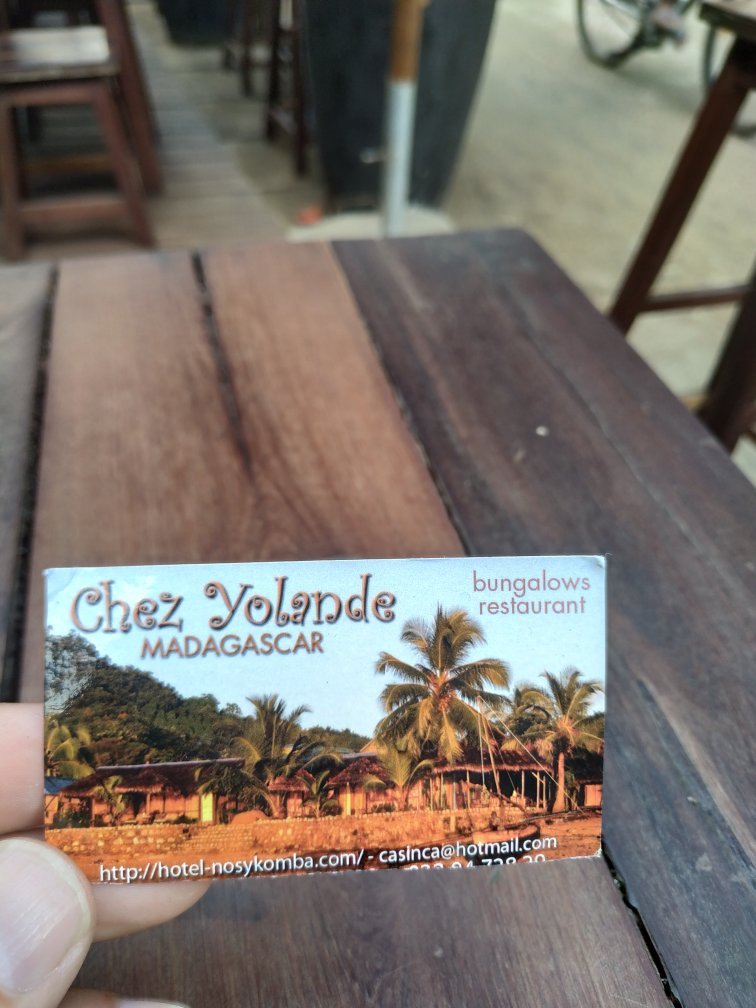 Chez Yolande
MADAGASCAR
bungalows
restaurant
http://hotel-nosykomba.com/ - casinca@hotmail.com